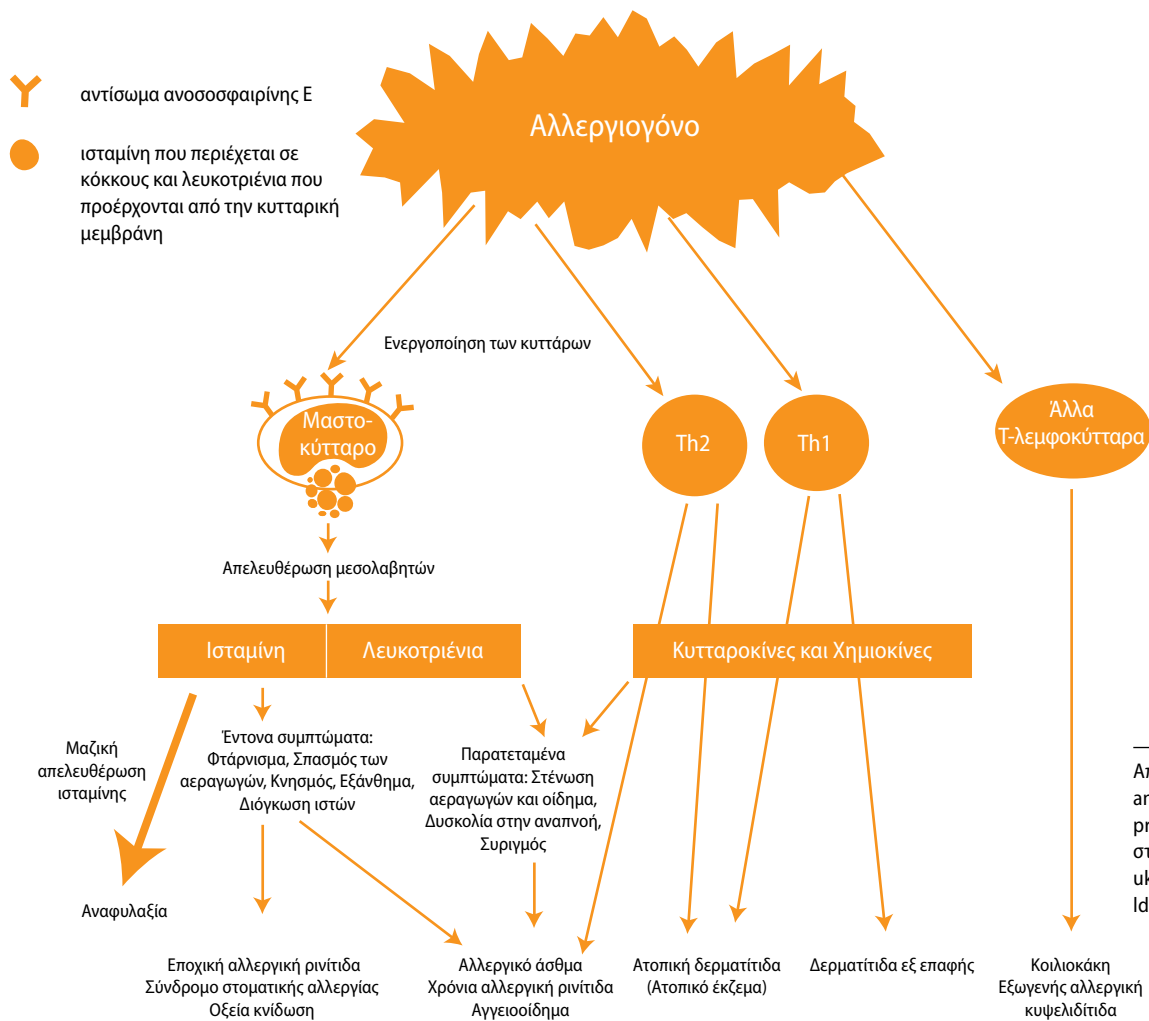 αντίσωμα ανοσοσφαιρίνης Ε
ισταμίνη που περιέχεται σε
κόκκους και λευκοτριένια που
προέρχονται από την κυτταρική
μεμβράνη
Αλλεργιογόνο
Ενεργοποίηση των κυττάρων
Μαστο-
κύτταρο
Th2
Th1
Άλλα
Τ-λεμφοκύτταρα
Απελευθέρωση μεσολαβητών
Ισταμίνη
Λευκοτριένια
Κυτταροκίνες και Χημιοκίνες
Μαζική
απελευθέρωση
ισταμίνης
Έντονα συμπτώματα:
Φτάρνισμα, Σπασμός των
αεραγωγών, Κνησμός, Εξάνθημα,
Διόγκωση ιστών
Παρατεταμένα
συμπτώματα: Στένωση
αεραγωγών και οίδημα,
Δυσκολία στην αναπνοή,
Συριγμός
Αναφυλαξία
Εποχική αλλεργική ρινίτιδα
Σύνδρομο στοματικής αλλεργίας
Οξεία κνίδωση
Αλλεργικό άσθμα
Χρόνια αλλεργική ρινίτιδα
Αγγειοοίδημα
Ατοπική δερματίτιδα
(Ατοπικό έκζεμα)
Δερματίτιδα εξ επαφής
Κοιλιοκάκη
Εξωγενής αλλεργική
κυψελιδίτιδα